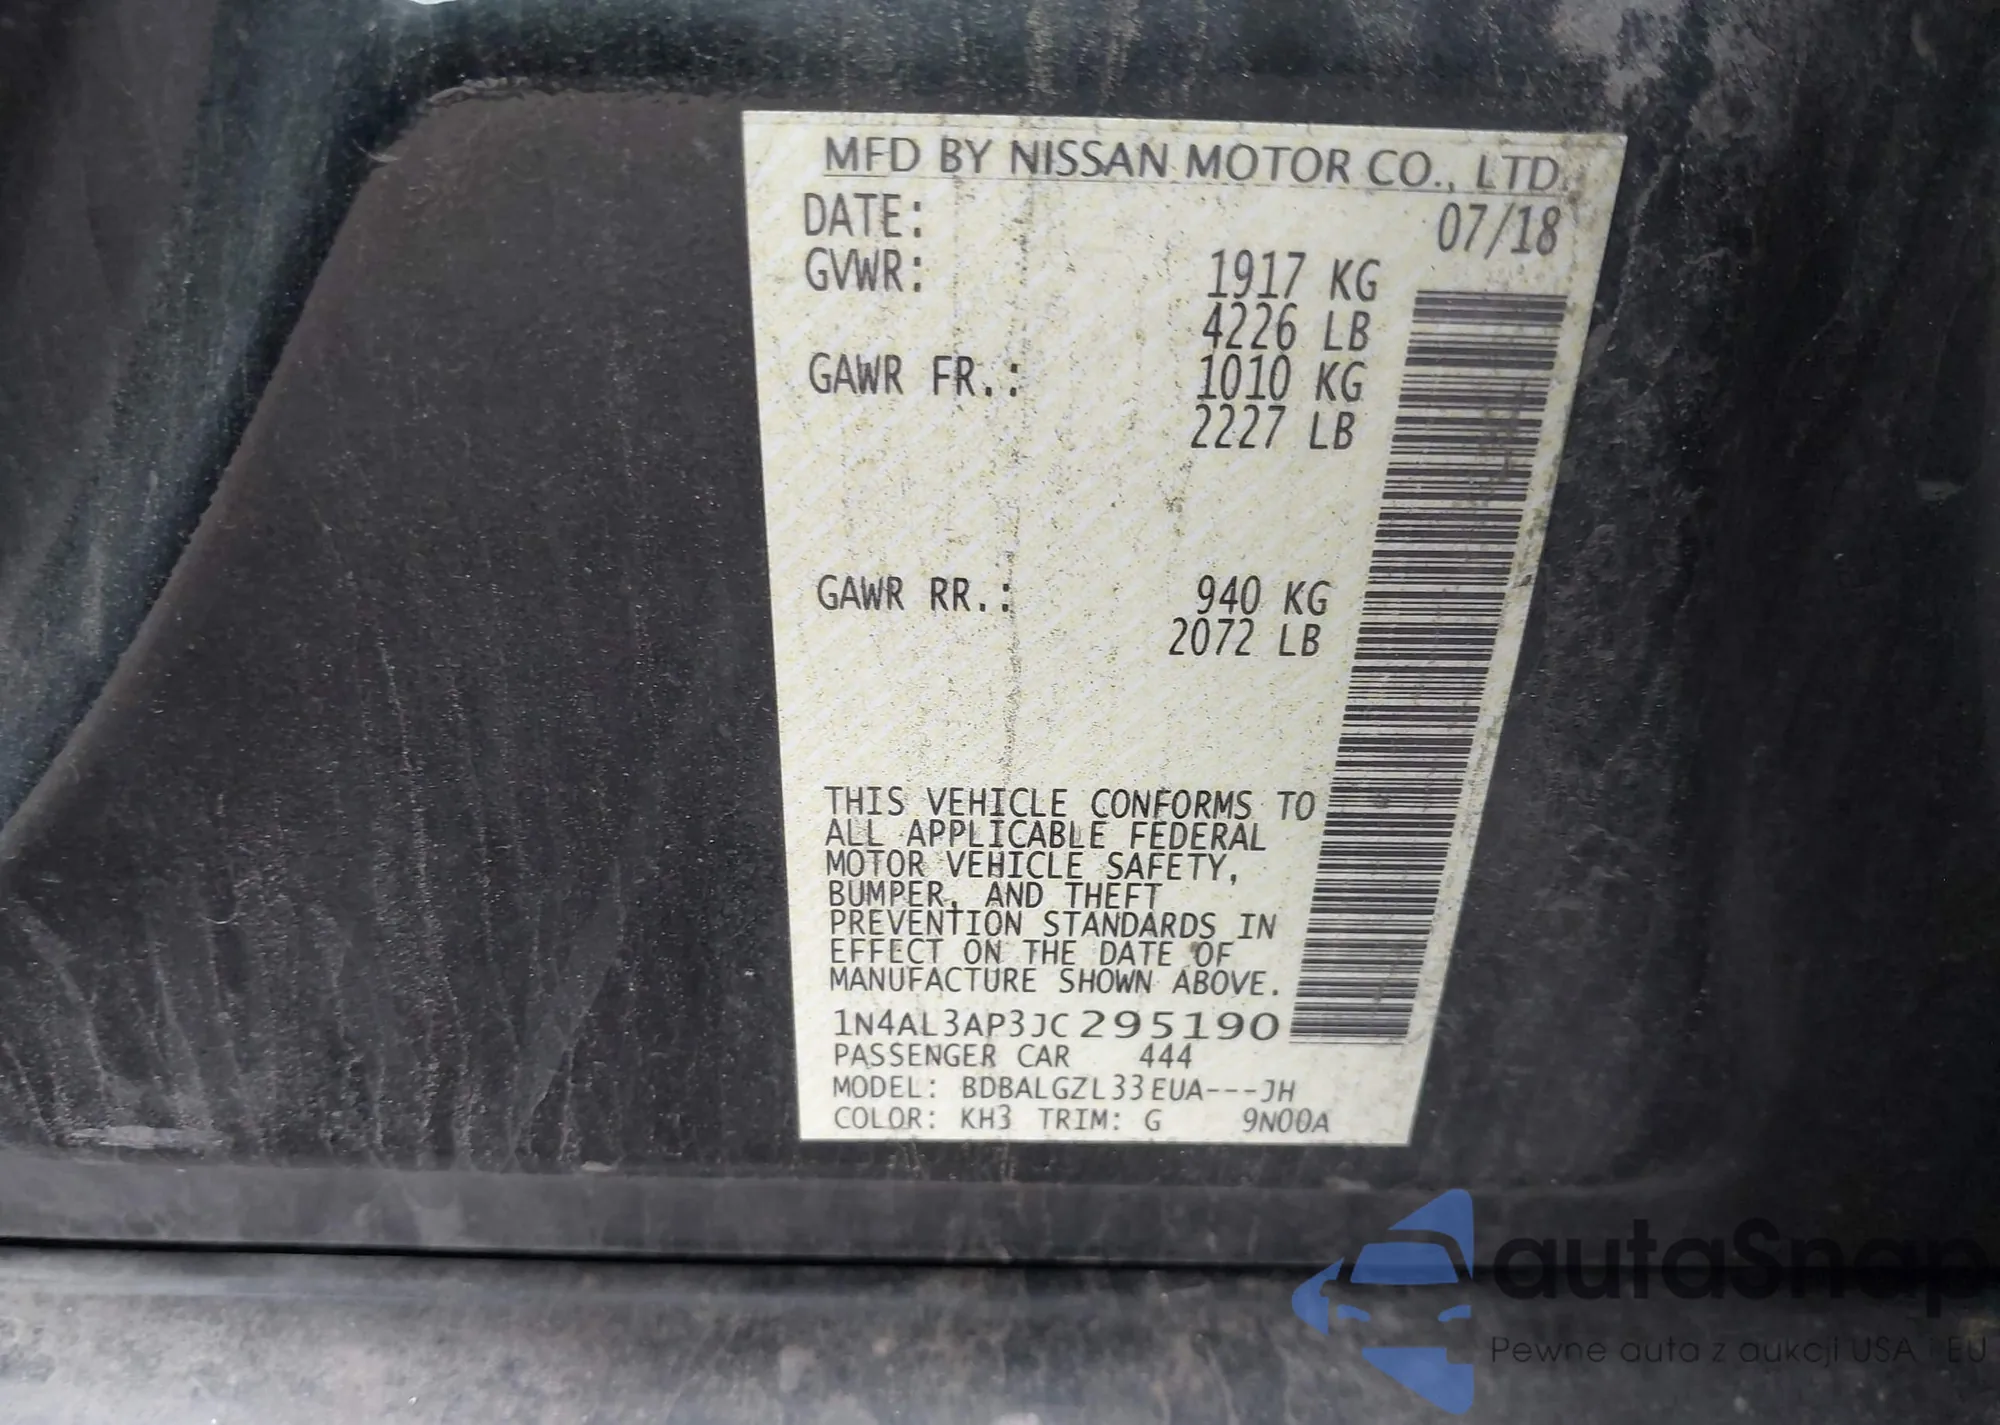 MFD BY NISSAN MOTOR CO., LTD.
DATE: 07/18
GVWR: 1917 KG
4226 LB
GAWR FR.: 1010 KG
2227 LB
GAWR RR.: 940 KG
2072 LB
THIS VEHICLE CONFORMS TO
ALL APPLICABLE FEDERAL
MOTOR VEHICLE SAFETY,
BUMPER, AND THEFT
PREVENTION STANDARDS IN
EFFECT ON THE DATE OF
MANUFACTURE SHOWN ABOVE.
1N4AL3AP3JC295190
PASSENGER CAR 444
MODEL: BDBALGZL33EUA---JH
COLOR: KH3 TRIM: G 9N00A
autaSnap
Pewne auta z aukcji USA i EU